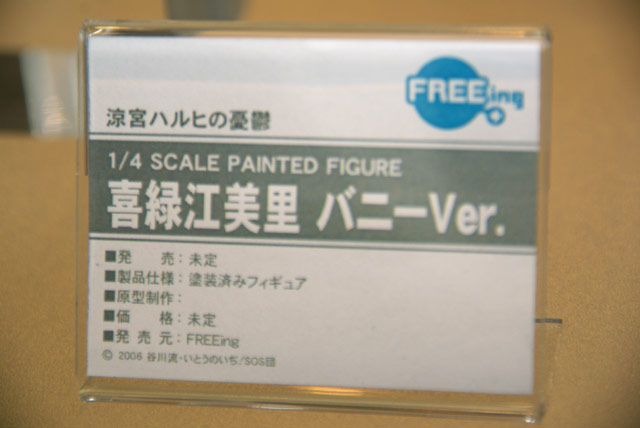 FREEing
涼宮ハルヒの憂鬱
1/4 SCALE PAINTED FIGURE
喜緑江美里 バニーVer.
■発　　売：未定
■製品仕様：塗装済みフィギュア
■原型制作：
■価　　格：未定
■発 売 元：FREEing
© 2006 谷川流・いとうのいぢ/SOS団